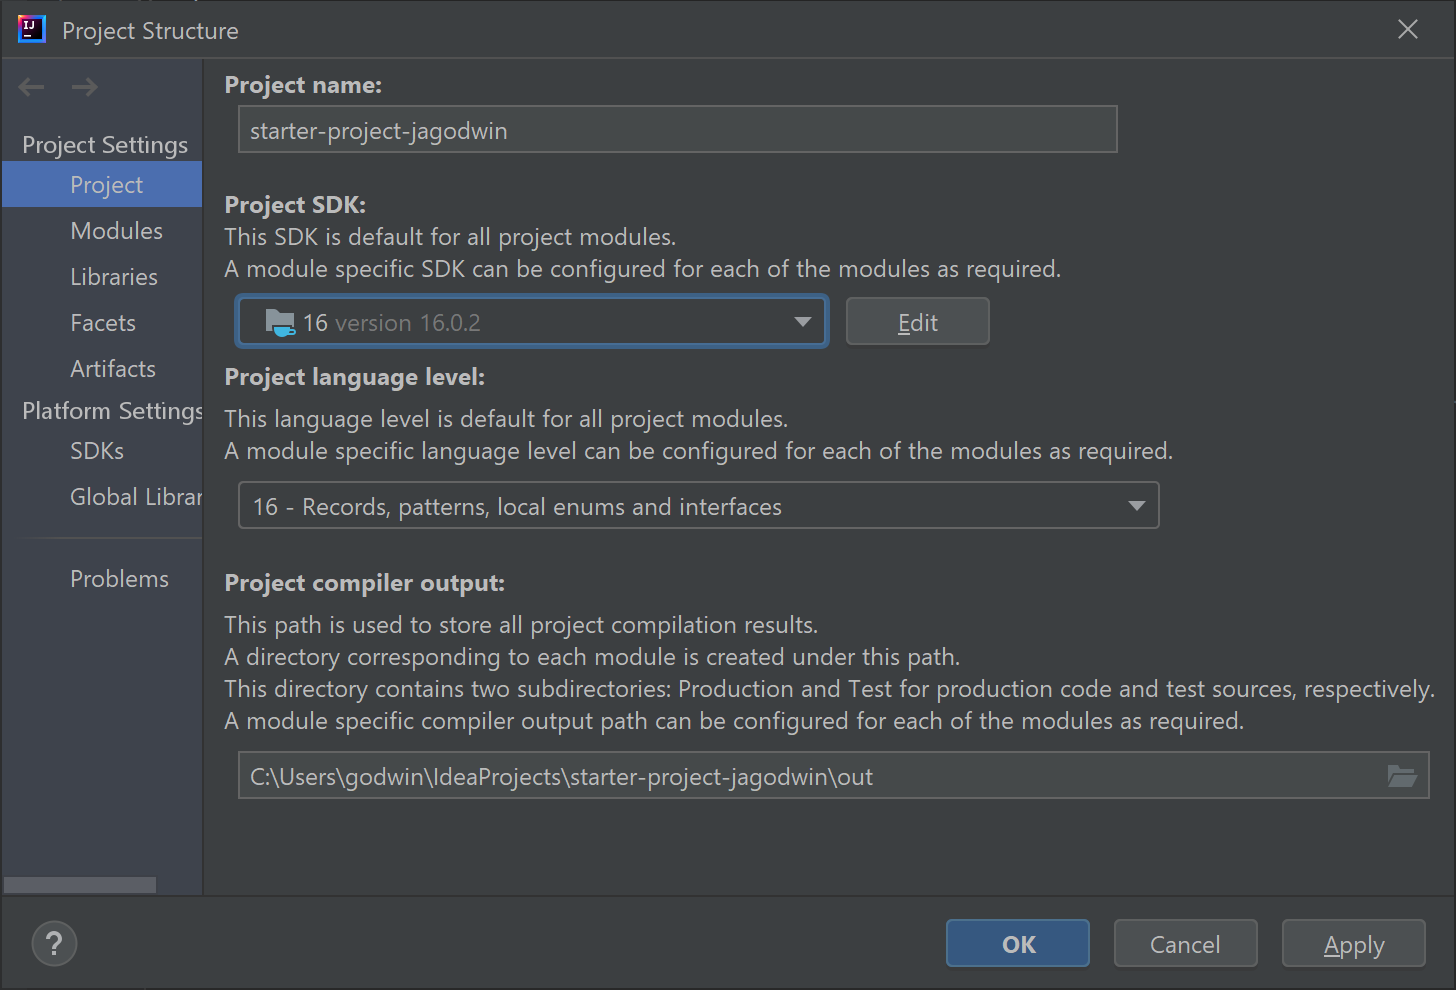 IJ
Project Structure
Project Settings
Project
Modules
Libraries
Facets
Artifacts
Platform Settings
SDKs
Global Librar
Problems
Project name:
starter-project-jagodwin
Project SDK:
This SDK is default for all project modules.
A module specific SDK can be configured for each of the modules as required.
16 version 16.0.2
Edit
Project language level:
This language level is default for all project modules.
A module specific language level can be configured for each of the modules as required.
16 - Records, patterns, local enums and interfaces
Project compiler output:
This path is used to store all project compilation results.
A directory corresponding to each module is created under this path.
This directory contains two subdirectories: Production and Test for production code and test sources, respectively.
A module specific compiler output path can be configured for each of the modules as required.
C:\Users\godwin\IdeaProjects\starter-project-jagodwin\out
?
OK
Cancel
Apply